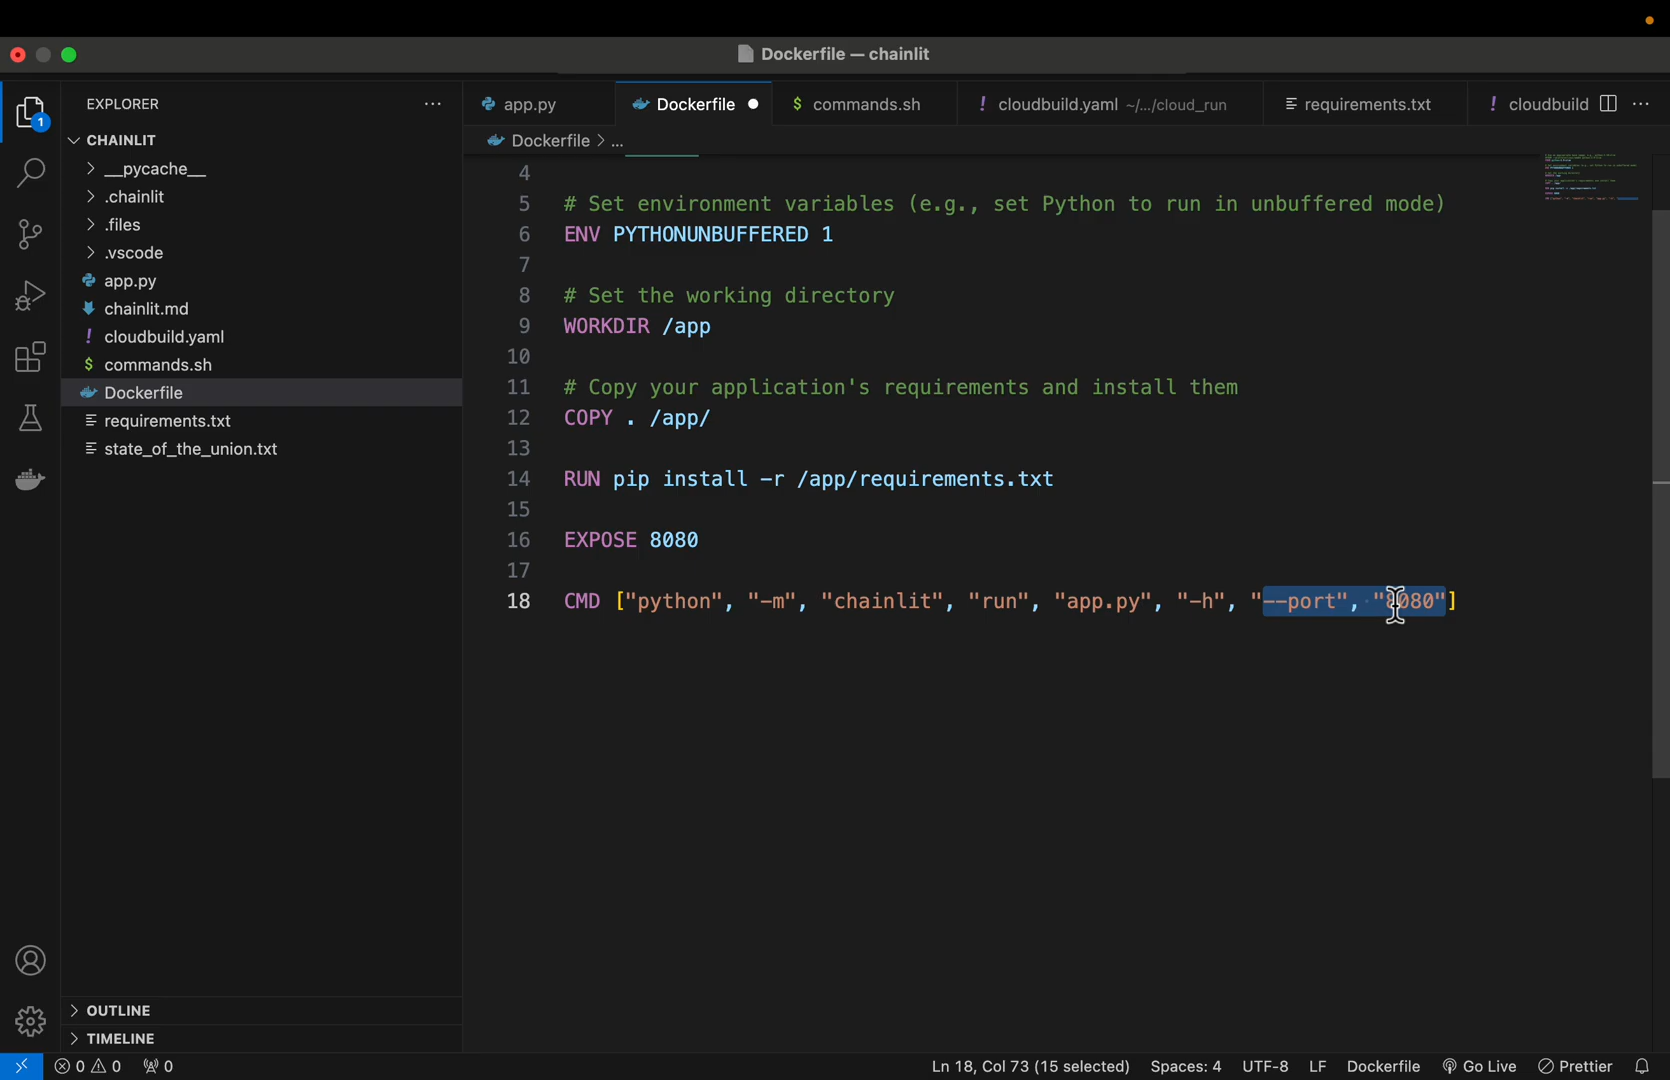 Dockerfile — chainlit
EXPLORER ...
1
CHAINLIT
__pycache__
.chainlit
.files
.vscode
app.py
chainlit.md
! cloudbuild.yaml
$ commands.sh
Dockerfile
requirements.txt
state_of_the_union.txt
OUTLINE
TIMELINE
app.py Dockerfile $ commands.sh ! cloudbuild.yaml ~/.../cloud_run requirements.txt ! cloudbuild ...
Dockerfile > ...
4
5 # Set environment variables (e.g., set Python to run in unbuffered mode)
6 ENV PYTHONUNBUFFERED 1
7
8 # Set the working directory
9 WORKDIR /app
10
11 # Copy your application's requirements and install them
12 COPY . /app/
13
14 RUN pip install -r /app/requirements.txt
15
16 EXPOSE 8080
17
18 CMD ["python", "-m", "chainlit", "run", "app.py", "-h", "--port", "8080"]
0 0 0 Ln 18, Col 73 (15 selected) Spaces: 4 UTF-8 LF Dockerfile Go Live Prettier